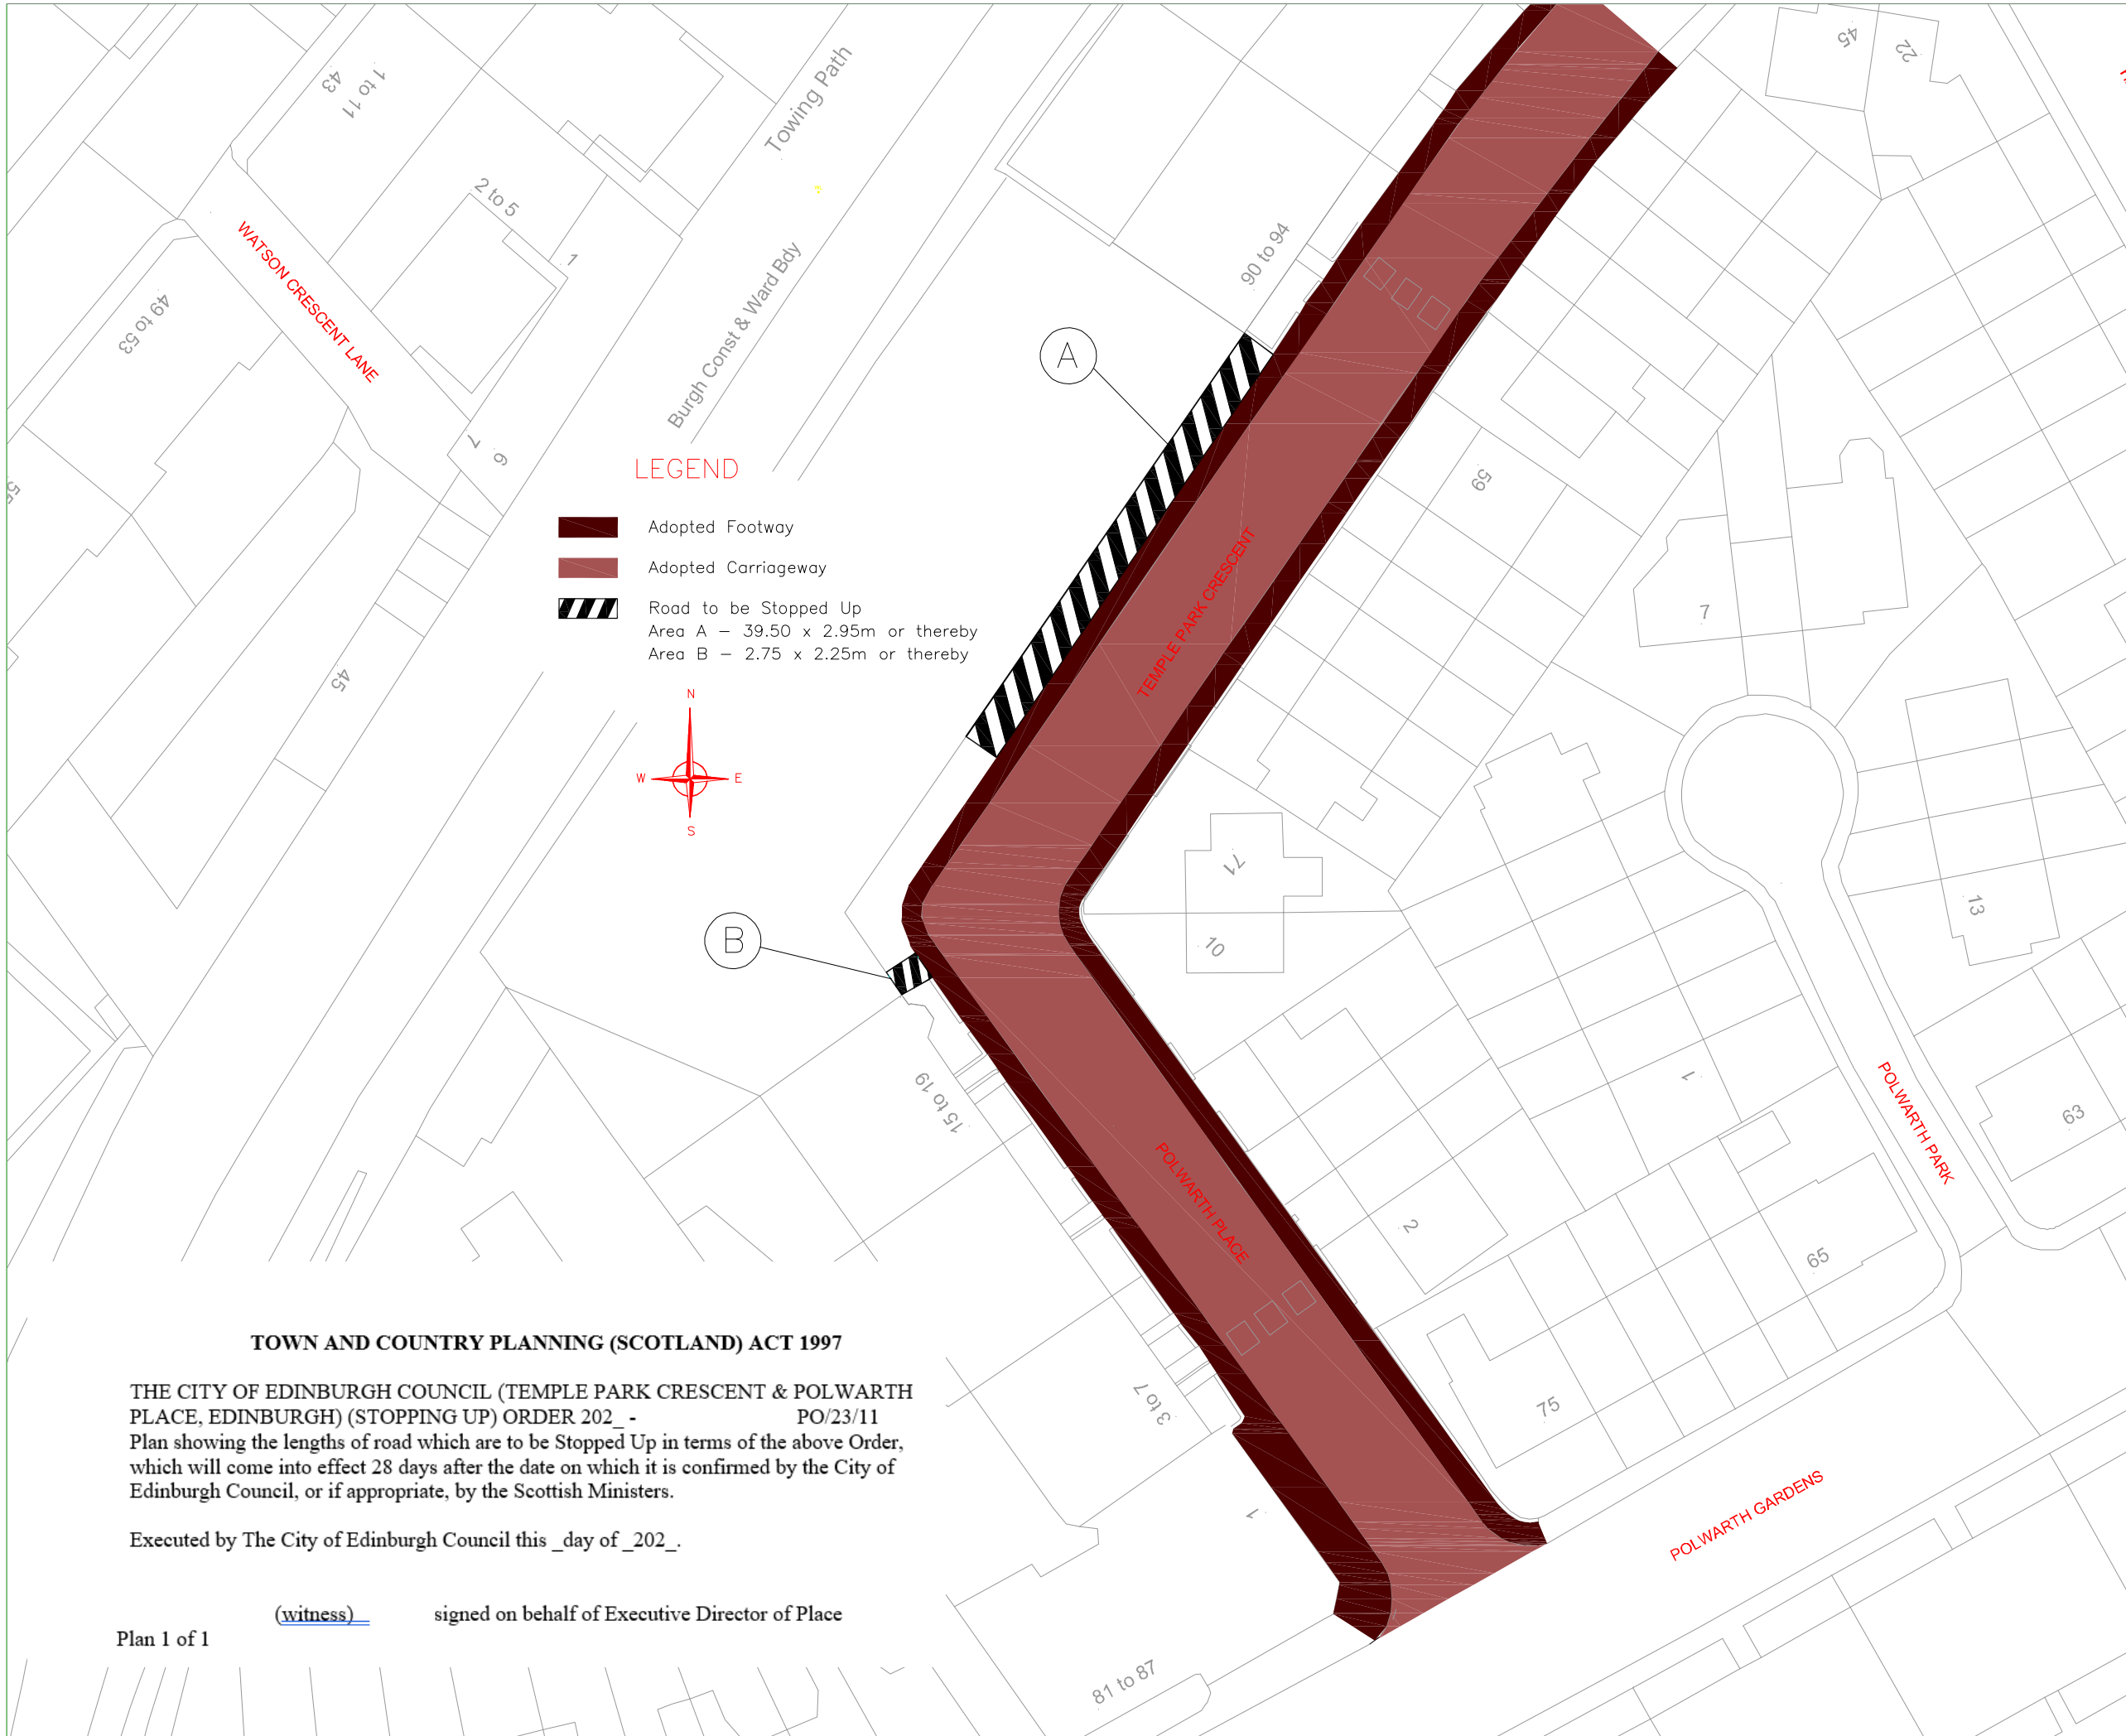 45
22
43
1 to 11
Towing Path
2 to 5
1
WATSON CRESCENT LANE
49 to 53
Burgh Const & Ward Bdy
90 to 94
A
7
6
59
LEGEND
Adopted Footway
Adopted Carriageway
Road to be Stopped Up
Area A - 39.50 x 2.95m or thereby
Area B - 2.75 x 2.25m or thereby
TEMPLE PARK CRESCENT
7
45
N
W
E
S
71
10
13
B
15 to 19
1
POLWARTH PARK
63
POLWARTH PLACE
2
65
3 to 7
75
1
POLWARTH GARDENS
81 to 87
TOWN AND COUNTRY PLANNING (SCOTLAND) ACT 1997
THE CITY OF EDINBURGH COUNCIL (TEMPLE PARK CRESCENT & POLWARTH
PLACE, EDINBURGH) (STOPPING UP) ORDER 202_ - PO/23/11
Plan showing the lengths of road which are to be Stopped Up in terms of the above Order,
which will come into effect 28 days after the date on which it is confirmed by the City of
Edinburgh Council, or if appropriate, by the Scottish Ministers.
Executed by The City of Edinburgh Council this _day of _202_.
(witness) signed on behalf of Executive Director of Place
Plan 1 of 1